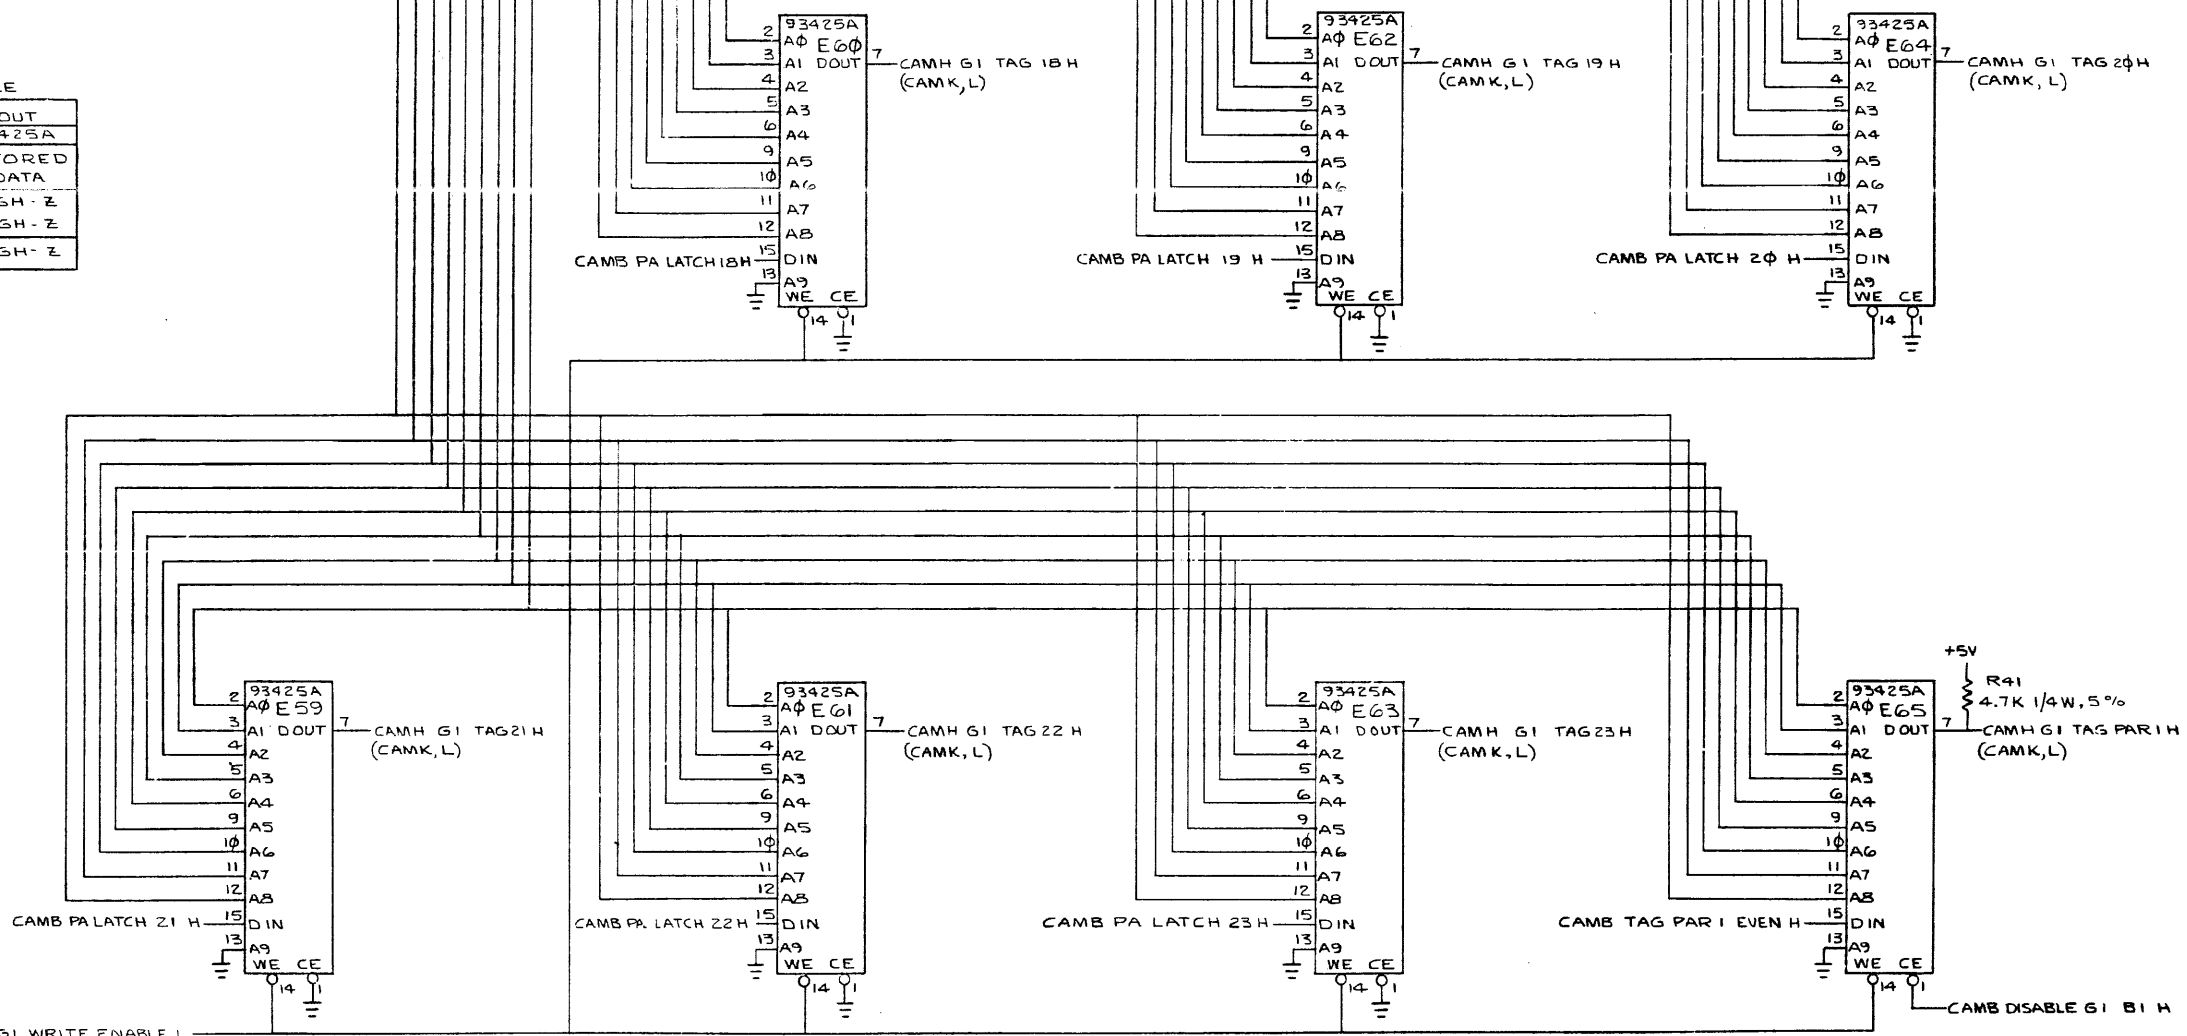 OUT
425A
ORED
DATA
GH-Z
GH-Z
GH-Z
93425A
E6φ
2 Aφ
3 A1 DOUT 7 CAMH G1 TAG 18 H
(CAMK, L)
4 A2
5 A3
6 A4
9 A5
1φ A6
11 A7
12 A8
CAMB PA LATCH 18 H 15 DIN
13 A9
WE CE
14 1
93425A
E62
2 Aφ
3 A1 DOUT 7 CAMH G1 TAG 19 H
(CAMK, L)
4 A2
5 A3
6 A4
9 A5
1φ A6
11 A7
12 A8
CAMB PA LATCH 19 H 15 DIN
13 A9
WE CE
14 1
93425A
E64
2 Aφ
3 A1 DOUT 7 CAMH G1 TAG 2φ H
(CAMK, L)
4 A2
5 A3
6 A4
9 A5
1φ A6
11 A7
12 A8
CAMB PA LATCH 2φ H 15 DIN
13 A9
WE CE
14 1
93425A
E59
2 Aφ
3 A1 DOUT 7 CAMH G1 TAG 21 H
(CAMK, L)
4 A2
5 A3
6 A4
9 A5
1φ A6
11 A7
12 A8
CAMB PA LATCH 21 H 15 DIN
13 A9
WE CE
14 1
93425A
E61
2 Aφ
3 A1 DOUT 7 CAMH G1 TAG 22 H
(CAMK, L)
4 A2
5 A3
6 A4
9 A5
1φ A6
11 A7
12 A8
CAMB PA LATCH 22 H 15 DIN
13 A9
WE CE
14 1
93425A
E63
2 Aφ
3 A1 DOUT 7 CAMH G1 TAG 23 H
(CAMK, L)
4 A2
5 A3
6 A4
9 A5
1φ A6
11 A7
12 A8
CAMB PA LATCH 23 H 15 DIN
13 A9
WE CE
14 1
+5V
R41
4.7K 1/4W, 5%
93425A
E65
2 Aφ
3 A1 DOUT 7 CAMH G1 TAG PAR 1 H
(CAMK, L)
4 A2
5 A3
6 A4
9 A5
1φ A6
11 A7
12 A8
CAMB TAG PAR 1 EVEN H 15 DIN
13 A9
WE CE
14 1
CAMB DISABLE G1 B1 H
G1 WRITE ENABLE L